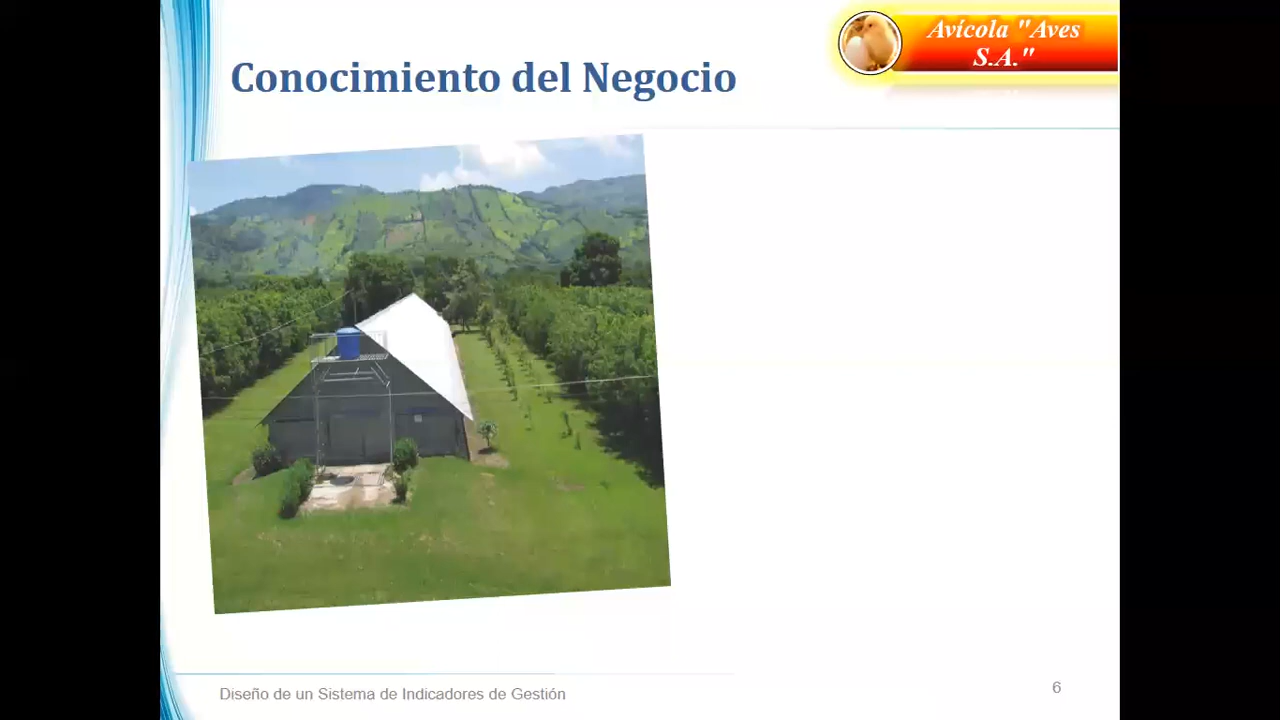 Avícola "Aves
S.A."
Conocimiento del Negocio
Diseño de un Sistema de Indicadores de Gestión
6